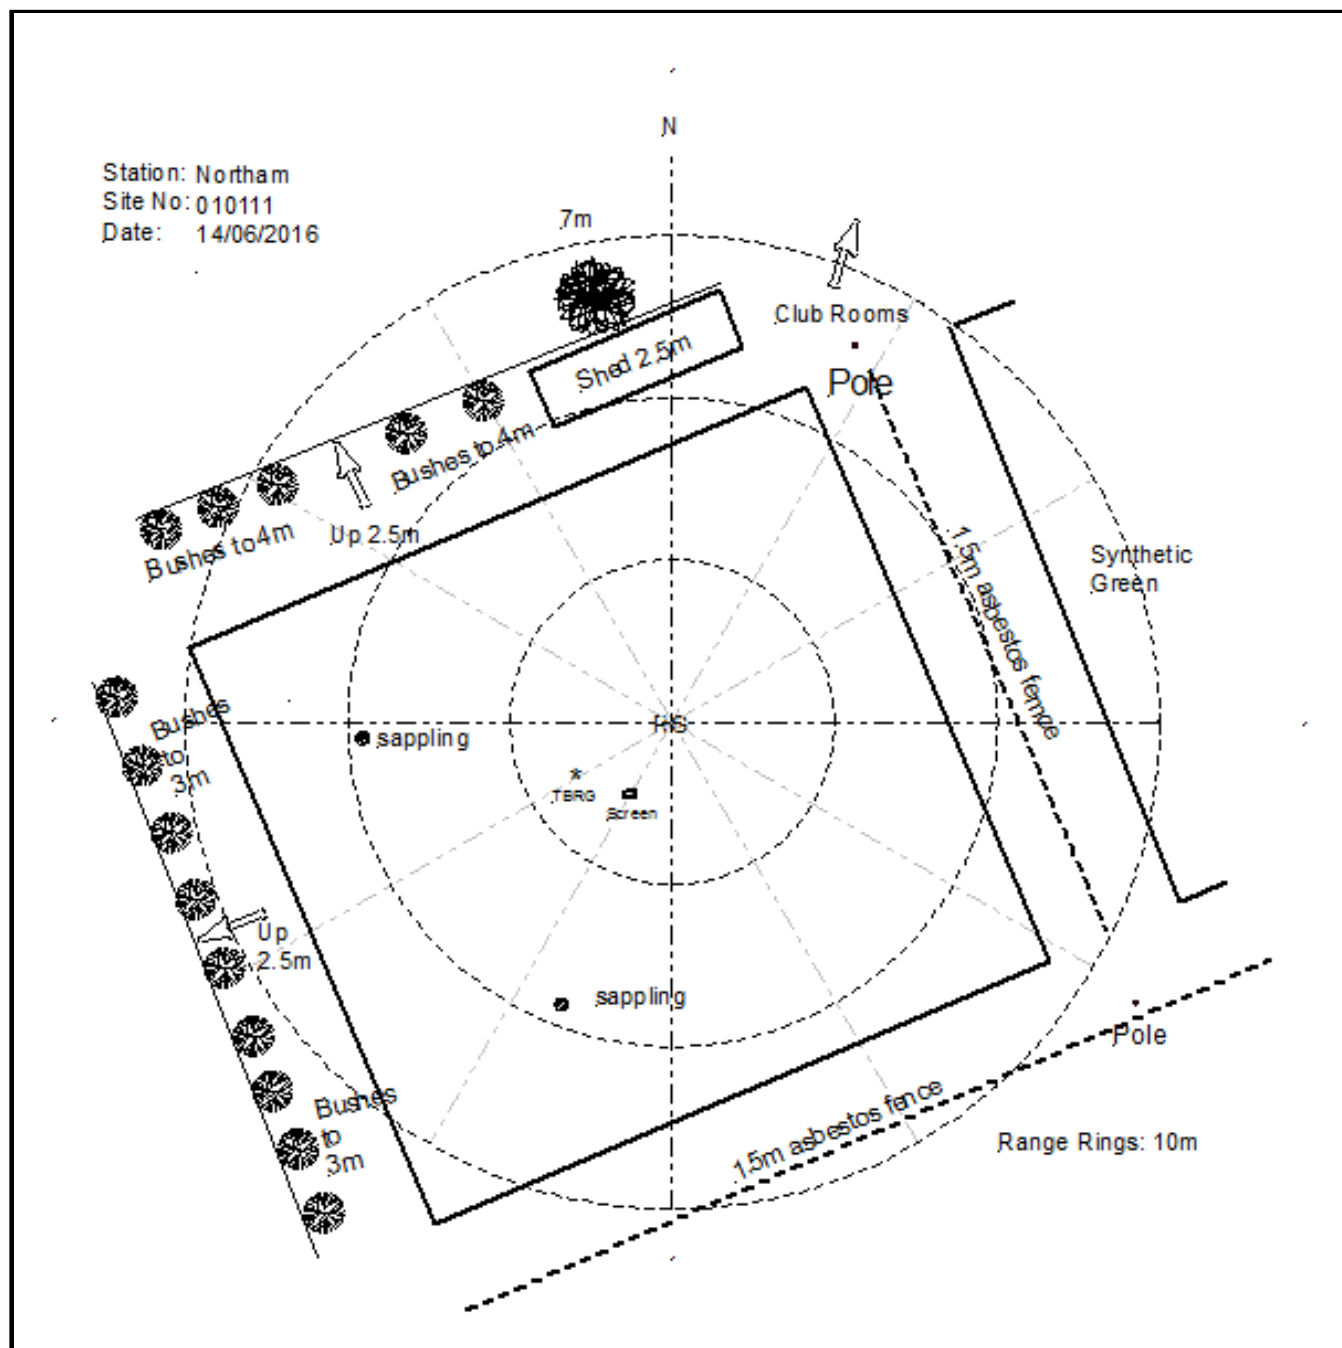 N
Station: Northam
Site No: 010111
Date: 14/06/2016
7m
Club Rooms
Shed 2.5m
Pole
Bushes to 4m
Bushes to 4m
Up 2.5m
Synthetic
Green
1.5m asbestos fence
Bushes
to
3m
sappling
TBRG
Screen
Up
2.5m
sappling
Pole
Bushes
to
3m
1.5m asbestos fence
Range Rings: 10m